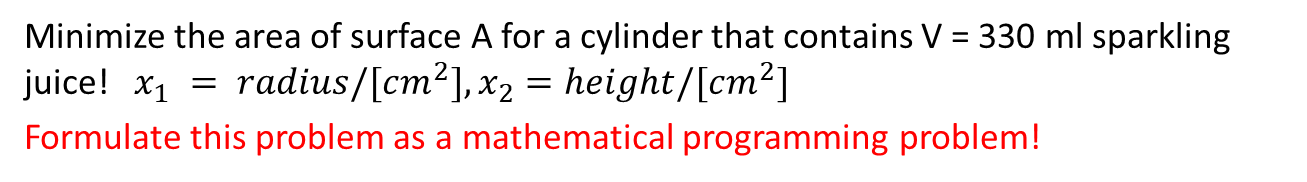 Minimize the area of surface A for a cylinder that contains V = 330 ml sparkling
juice! x₁ = radius/[cm²], x₂ = height/[cm²]
Formulate this problem as a mathematical programming problem!